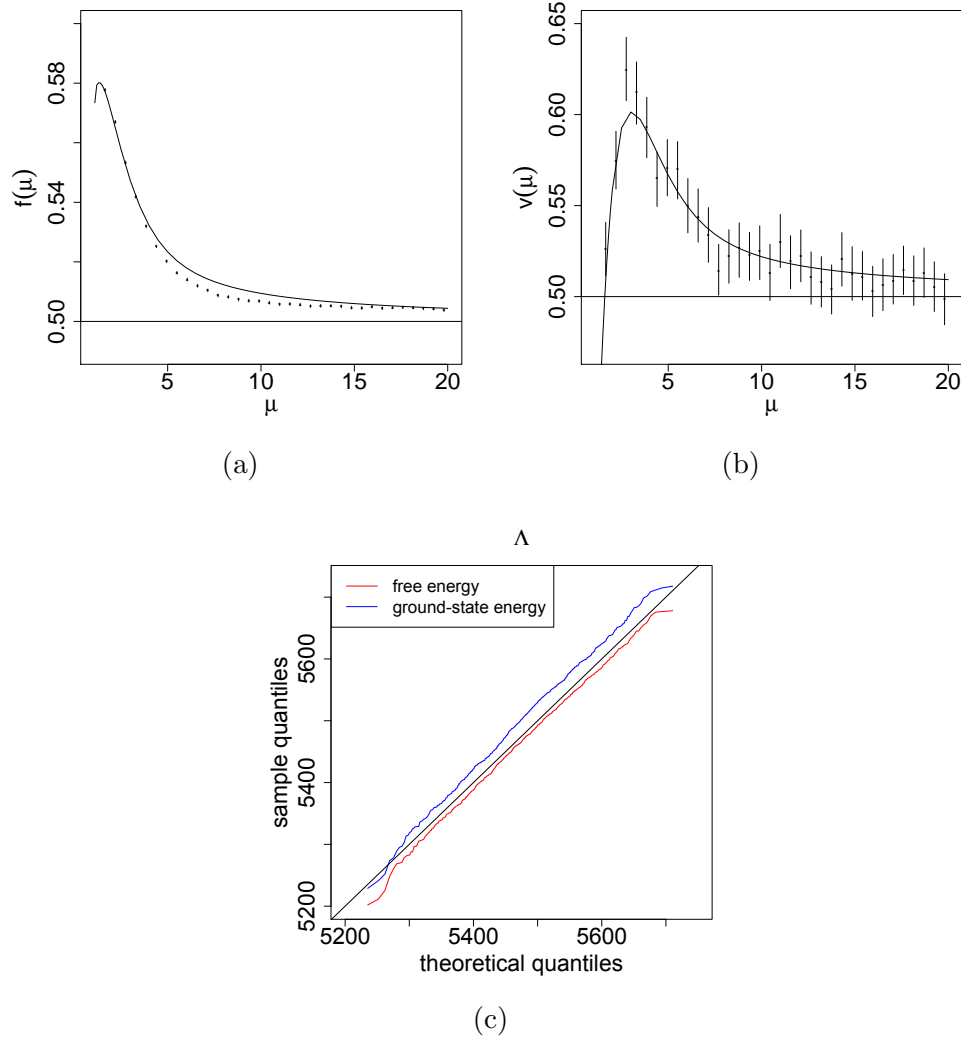 0.58
0.54
0.50
f(μ)
5
10
15
20
μ
(a)
0.65
0.60
0.55
0.50
v(μ)
5
10
15
20
μ
(b)
Λ
free energy
ground-state energy
5600
5400
5200
sample quantiles
5200
5400
5600
theoretical quantiles
(c)